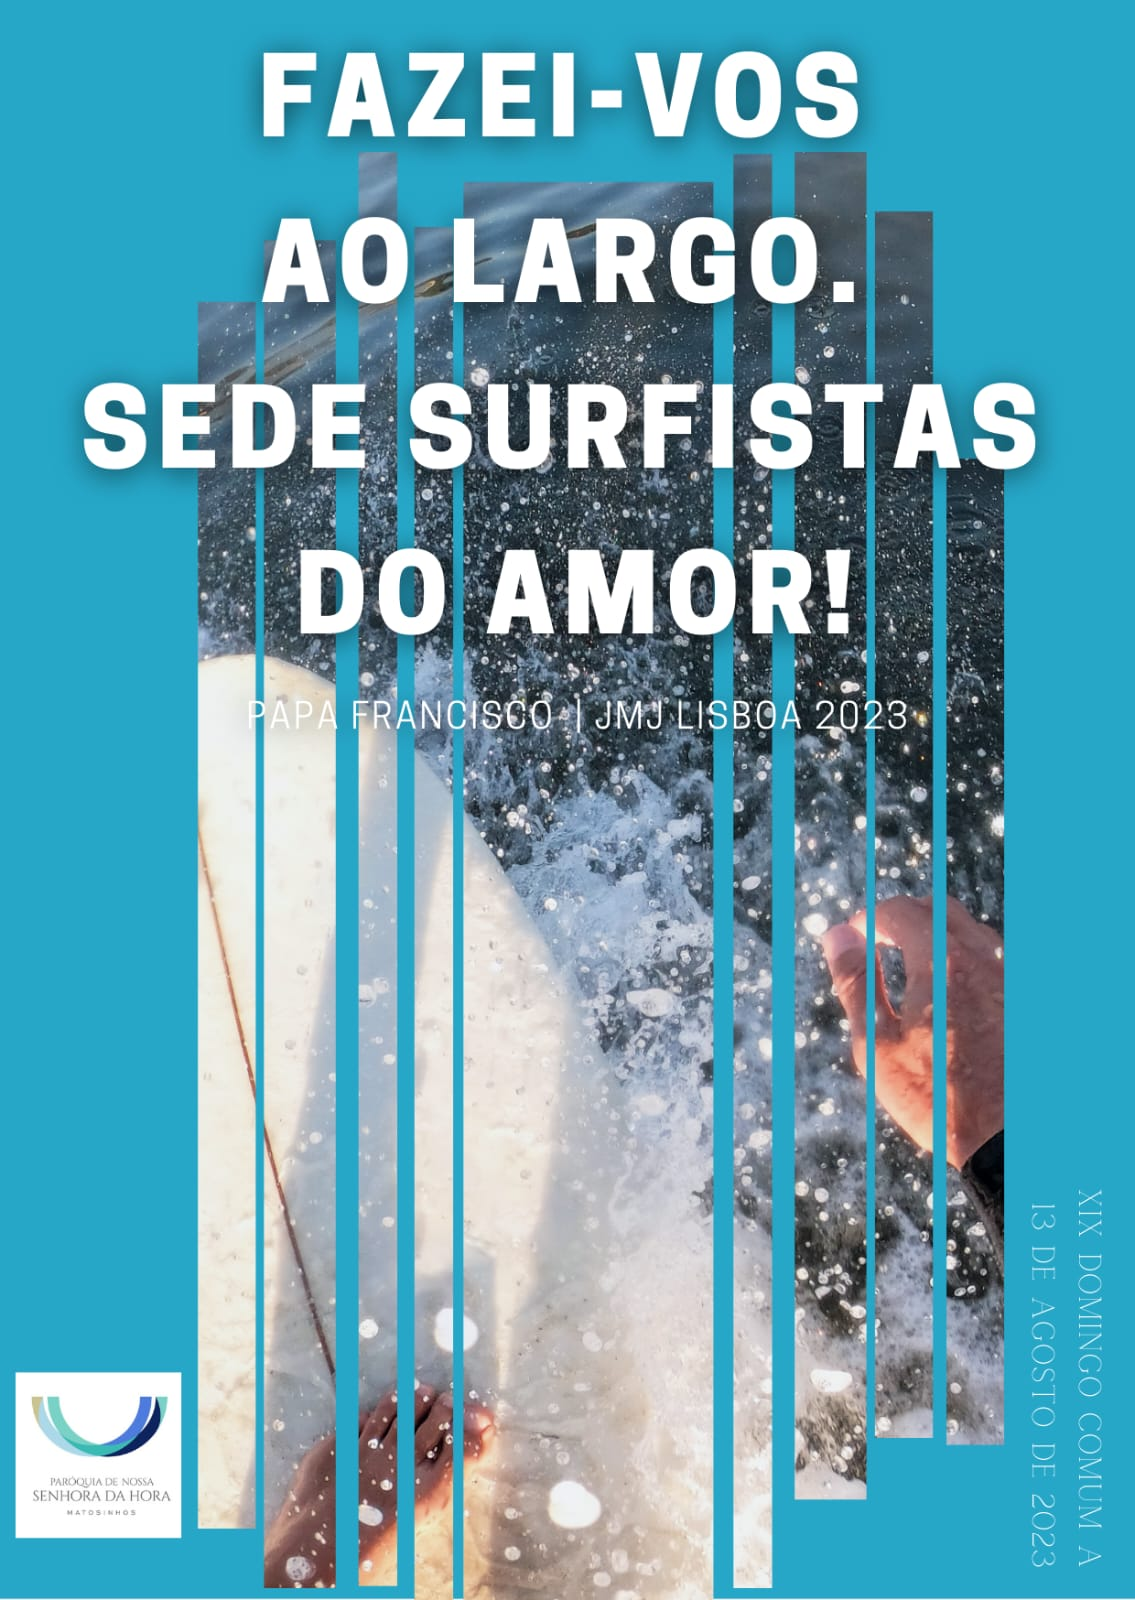 FAZEI-VOS
AO LARGO.
SEDE SURFISTAS
DO AMOR!
PAPA FRANCISCO | JMJ LISBOA 2023
XIX DOMINGO COMUM A
13 DE AGOSTO DE 2023
PARÓQUIA DE NOSSA
SENHORA DA HORA
MATOSINHOS